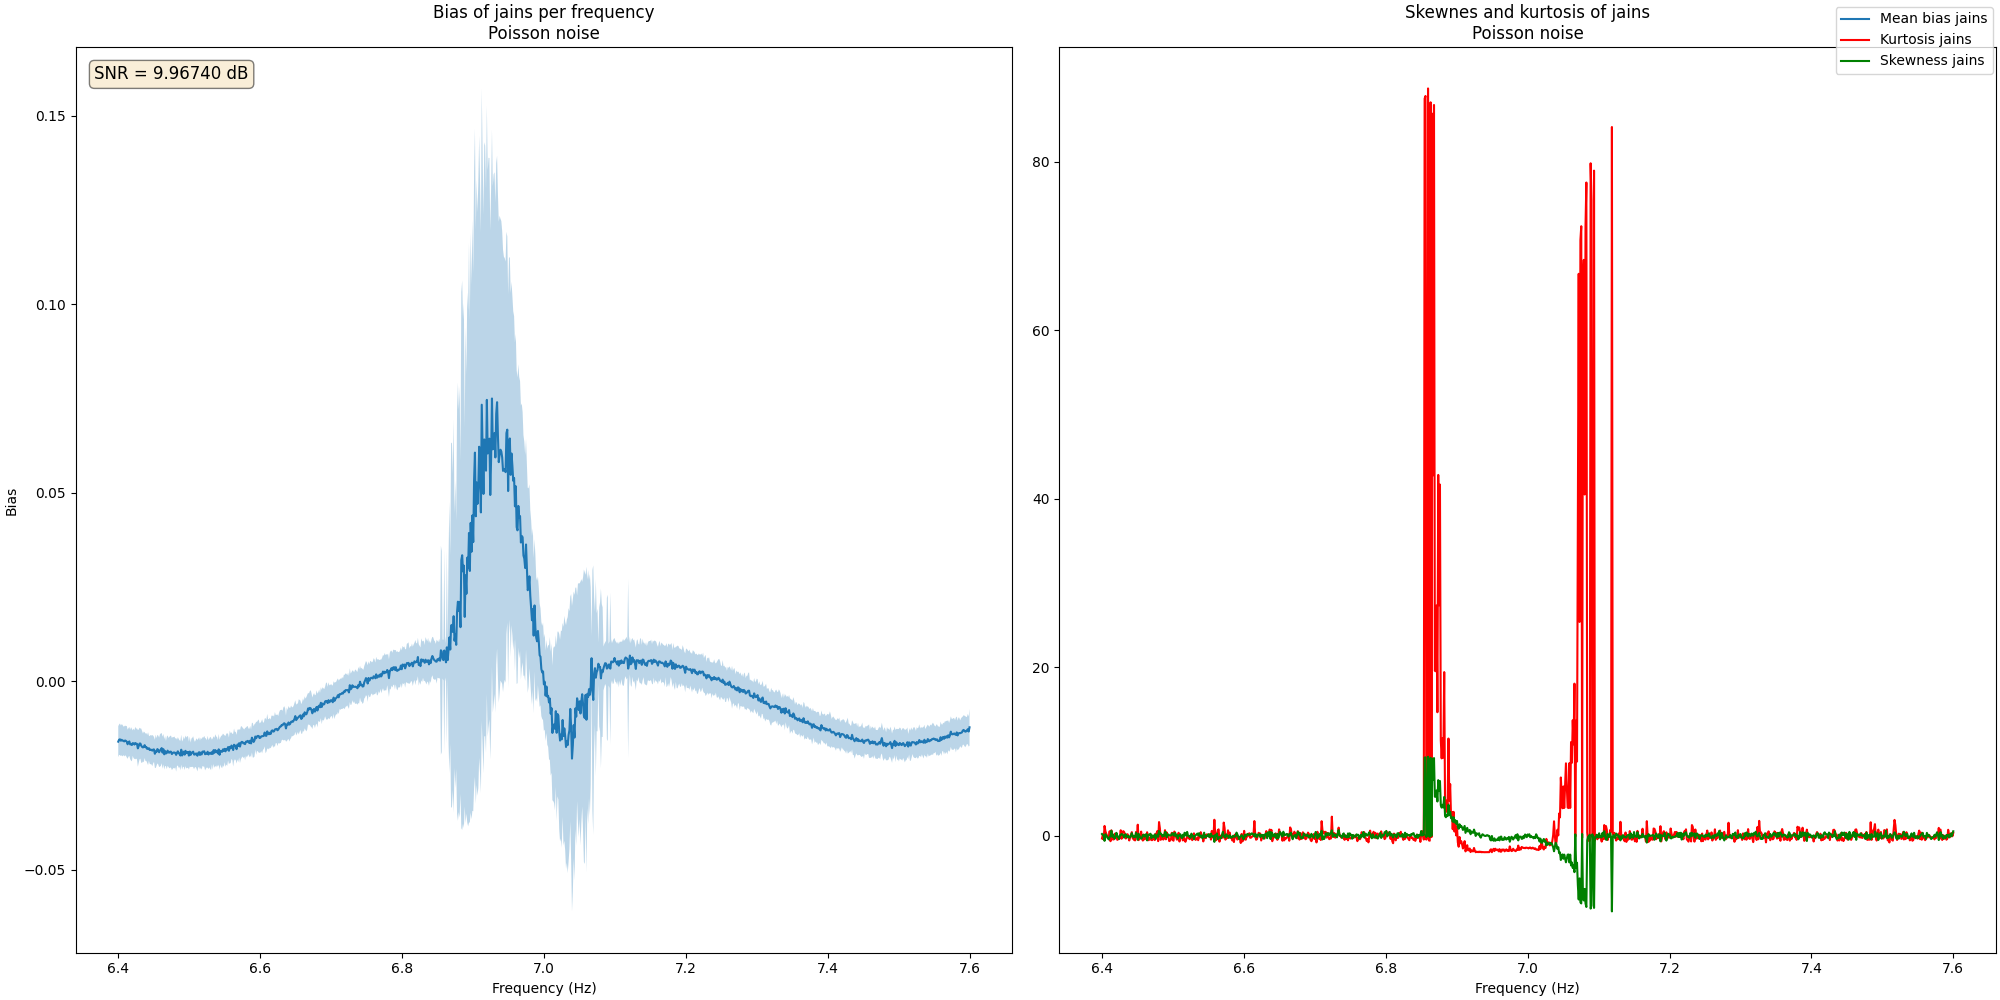 Bias of jains per frequency
Poisson noise
SNR = 9.96740 dB
0.15
0.10
0.05
0.00
−0.05
Bias
6.4 6.6 6.8 7.0 7.2 7.4 7.6
Frequency (Hz)
Skewnes and kurtosis of jains
Poisson noise
Mean bias jains
Kurtosis jains
Skewness jains
80
60
40
20
0
6.4 6.6 6.8 7.0 7.2 7.4 7.6
Frequency (Hz)